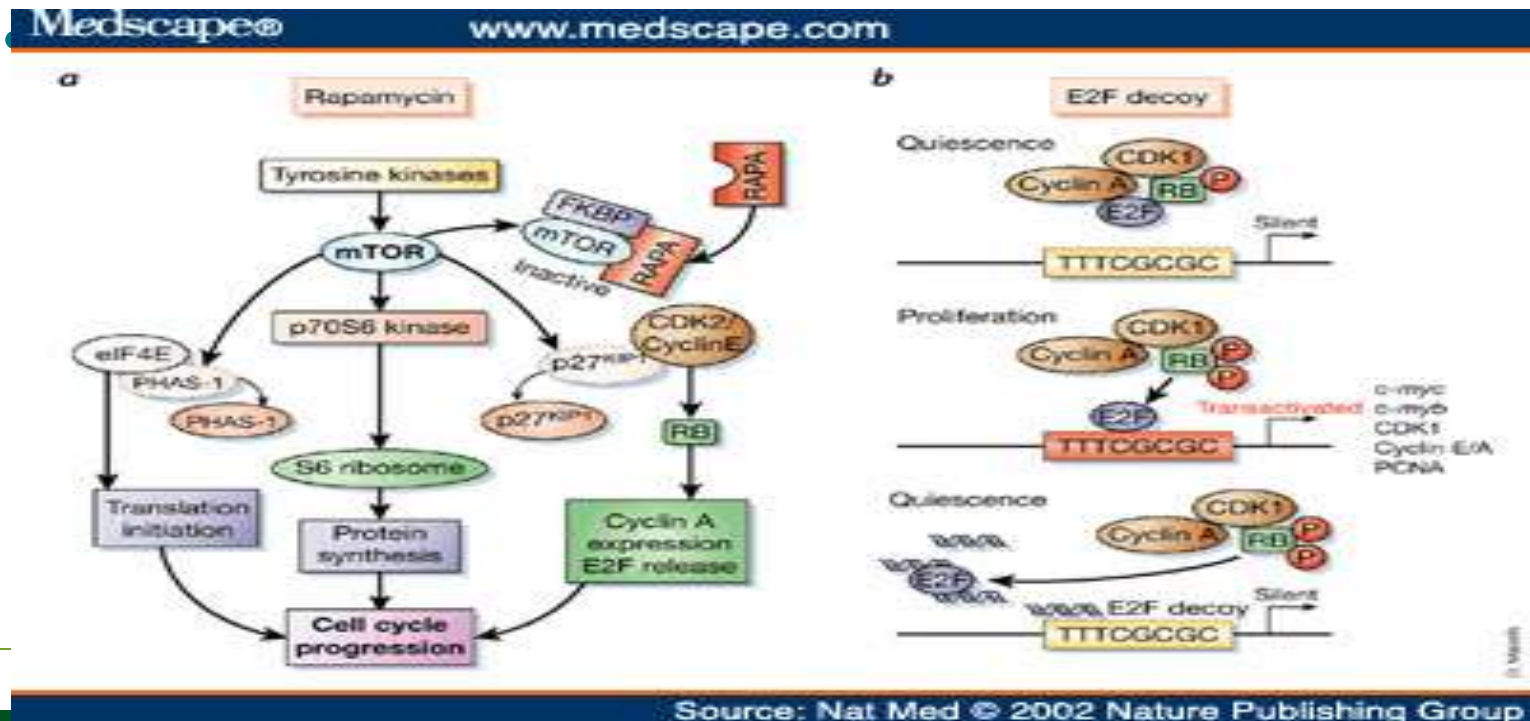 Medscape® www.medscape.com
a
Rapamycin
Tyrosine kinases
RAPA
FKBP
mTOR
RAPA
Inactive
mTOR
p70S6 kinase
CDK2/
CyclinE
eIF4E
PHAS-1
PHAS-1
p27KIP1
p27KIP1
RB
S6 ribosome
Translation
initiation
Protein
synthesis
Cyclin A
expression
E2F release
Cell cycle
progression
b
E2F decoy
Quiescence
CDK1
Cyclin A
RB
P
E2F
Silent
TTTCGCGC
Proliferation
CDK1
Cyclin A
RB
P
P
E2F
Transactivated
c-myc
c-myb
CDK1
Cyclin E/A
PCNA
TTTCGCGC
Quiescence
CDK1
Cyclin A
RB
P
P
E2F
E2F decoy
Silent
TTTCGCGC
Source: Nat Med © 2002 Nature Publishing Group